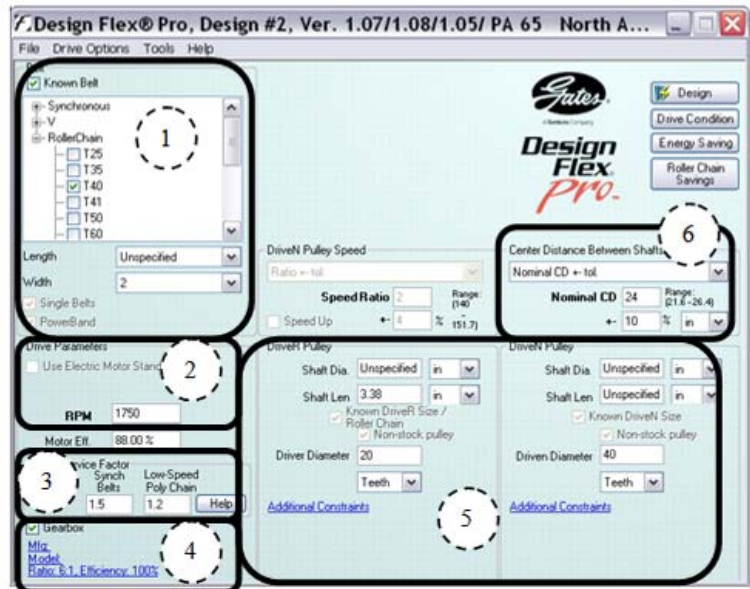 Design Flex® Pro, Design #2, Ver. 1.07/1.08/1.05/ PA 65 North A...
File Drive Options Tools Help
Known Belt
Synchronous
V
RollerChain
T25
T35
T40
T41
T50
T60
Length Unspecified
Width 2
Single Belts
PowerBand
1
Gates
Design Flex Pro
Design
Drive Condition
Energy Saving
Roller Chain Savings
DriveN Pulley Speed
Ratio +- tol.
Speed Ratio 2 Range: (140 - 151.7)
Speed Up +- 4 %
Center Distance Between Shafts
6
Nominal CD +- tol
Nominal CD 24 Range: (21.6 -26.4)
+- 10 % in
Drive Parameters
Use Electric Motor
2
RPM 1750
Motor Eff. 88.00 %
3
Factor
Synch Belts Low-Speed Poly Chain
1.5 1.2 Help
4
Gearbox
Mfg:
Model:
Ratio: 6:1, Efficiency: 100%
DriveR Pulley
Shaft Dia. Unspecified in
Shaft Len 3.38 in
Known DriveR Size / Roller Chain
Non-stock pulley
Driver Diameter 20
Teeth
Additional Constraints
5
DriveN Pulley
Shaft Dia. Unspecified in
Shaft Len Unspecified in
Known DriveN Size
Non-stock pulley
Driven Diameter 40
Teeth
Additional Constraints